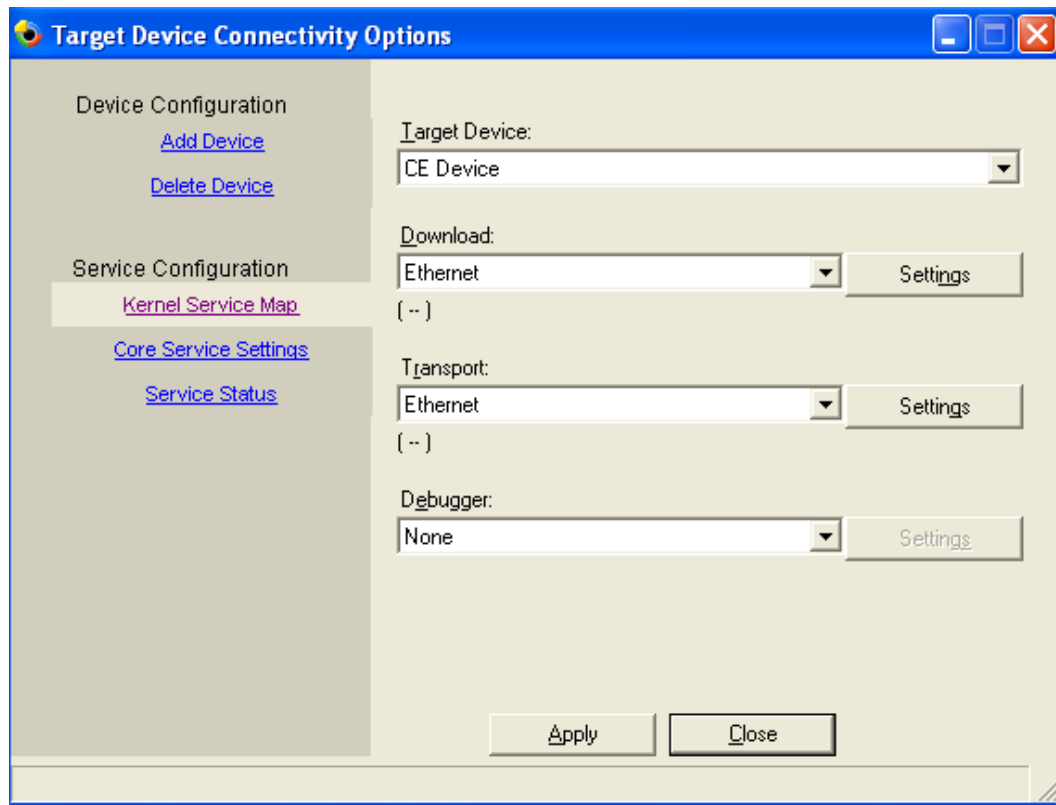 Target Device Connectivity Options
Device Configuration
Add Device
Delete Device
Service Configuration
Kernel Service Map
Core Service Settings
Service Status
Target Device:
CE Device
Download:
Ethernet
Settings
( -- )
Transport:
Ethernet
Settings
( -- )
Debugger:
None
Settings
Apply
Close